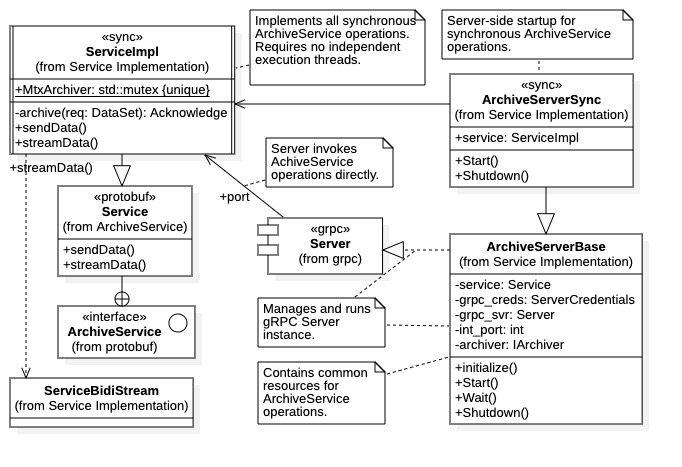 «sync»
ServiceImpl
(from Service Implementation)
+MtxArchiver: std::mutex {unique}
-archive(req: DataSet): Acknowledge
+sendData()
+streamData()
Implements all synchronous
ArchiveService operations.
Requires no independent
execution threads.
Server-side startup for
synchronous ArchiveService
operations.
«sync»
ArchiveServerSync
(from Service Implementation)
+service: ServiceImpl
+Start()
+Shutdown()
+streamData()
Server invokes
AchiveService
operations directly.
+port
«protobuf»
Service
(from ArchiveService)
+sendData()
+streamData()
«grpc»
Server
(from grpc)
ArchiveServerBase
(from Service Implementation)
-service: Service
-grpc_creds: ServerCredentials
-grpc_svr: Server
-int_port: int
-archiver: IArchiver
+initialize()
+Start()
+Wait()
+Shutdown()
Manages and runs
gRPC Server
instance.
«interface»
ArchiveService
(from protobuf)
Contains common
resources for
ArchiveService
operations.
ServiceBidiStream
(from Service Implementation)